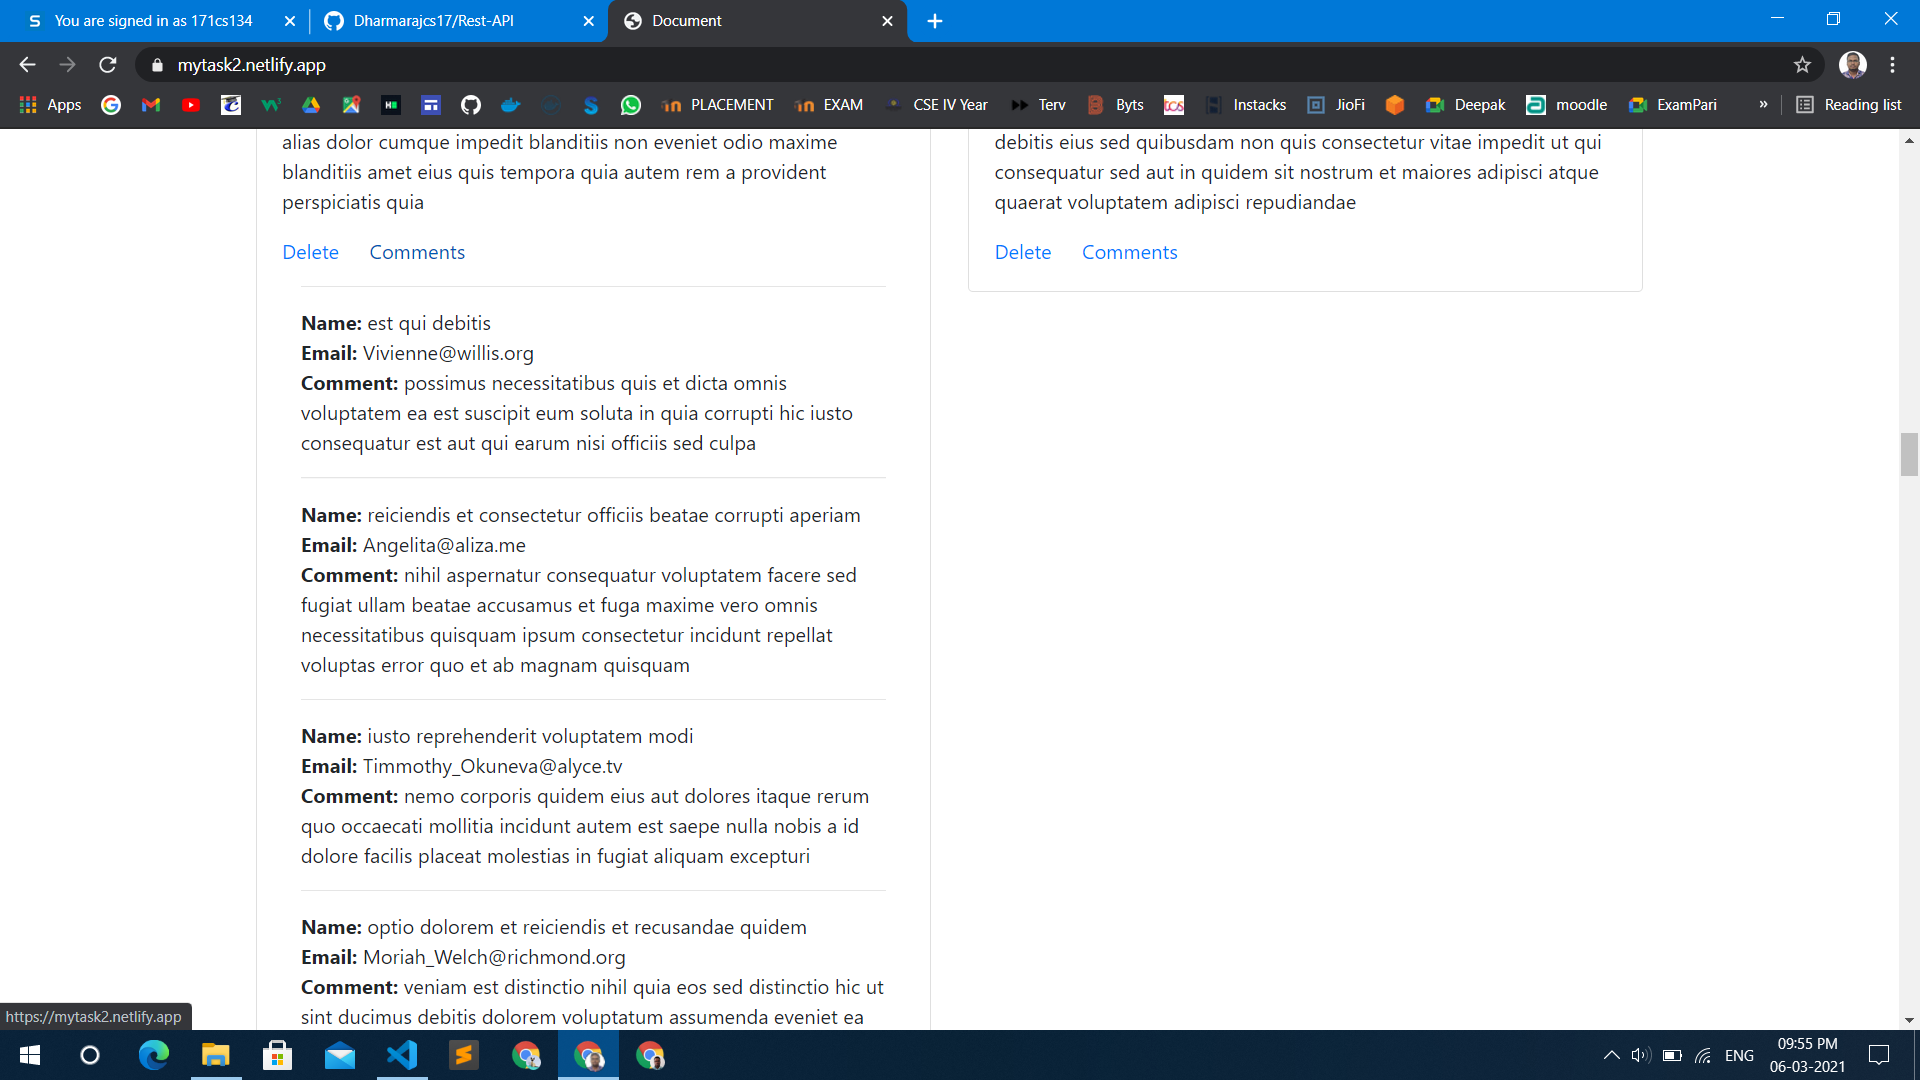 You are signed in as 171cs134
Dharmarajcs17/Rest-API
Document
mytask2.netlify.app
Apps
PLACEMENT
EXAM
CSE IV Year
Terv
Byts
tcs
Instacks
JioFi
Deepak
moodle
ExamPari
»
Reading list
alias dolor cumque impedit blanditiis non eveniet odio maxime
blanditiis amet eius quis tempora quia autem rem a provident
perspiciatis quia
Delete Comments
Name: est qui debitis
Email: Vivienne@willis.org
Comment: possimus necessitatibus quis et dicta omnis
voluptatem ea est suscipit eum soluta in quia corrupti hic iusto
consequatur est aut qui earum nisi officiis sed culpa
Name: reiciendis et consectetur officiis beatae corrupti aperiam
Email: Angelita@aliza.me
Comment: nihil aspernatur consequatur voluptatem facere sed
fugiat ullam beatae accusamus et fuga maxime vero omnis
necessitatibus quisquam ipsum consectetur incidunt repellat
voluptas error quo et ab magnam quisquam
Name: iusto reprehenderit voluptatem modi
Email: Timmothy_Okuneva@alyce.tv
Comment: nemo corporis quidem eius aut dolores itaque rerum
quo occaecati mollitia incidunt autem est saepe nulla nobis a id
dolore facilis placeat molestias in fugiat aliquam excepturi
Name: optio dolorem et reiciendis et recusandae quidem
Email: Moriah_Welch@richmond.org
Comment: veniam est distinctio nihil quia eos sed distinctio hic ut
sint ducimus debitis dolorem voluptatum assumenda eveniet ea
debitis eius sed quibusdam non quis consectetur vitae impedit ut qui
consequatur sed aut in quidem sit nostrum et maiores adipisci atque
quaerat voluptatem adipisci repudiandae
Delete Comments
https://mytask2.netlify.app
ENG
09:55 PM
06-03-2021